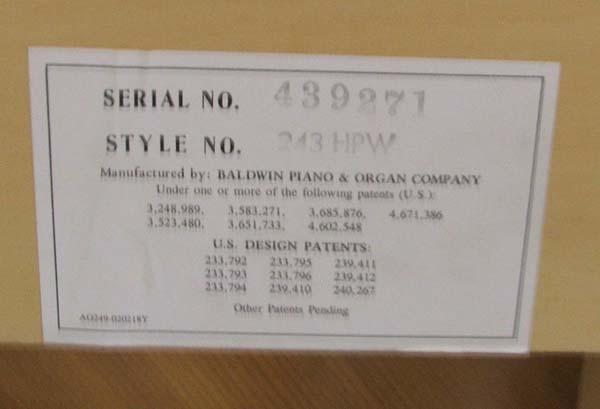 SERIAL NO. 439271
STYLE NO. 243 HPW
Manufactured by: BALDWIN PIANO & ORGAN COMPANY
Under one or more of the following patents (U.S.):
3,248,989. 3,583,271. 3,685,876. 4,671,386
3,523,480. 3,651,733. 4,602,548
U.S. DESIGN PATENTS:
233,792 233,795 239,411
233,793 233,796 239,412
233,794 239,410 240,267
Other Patents Pending